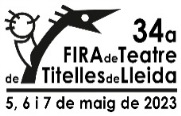 34a
FIRA de Teatre
de Titelles de Lleida
5, 6 i 7 de maig de 2023